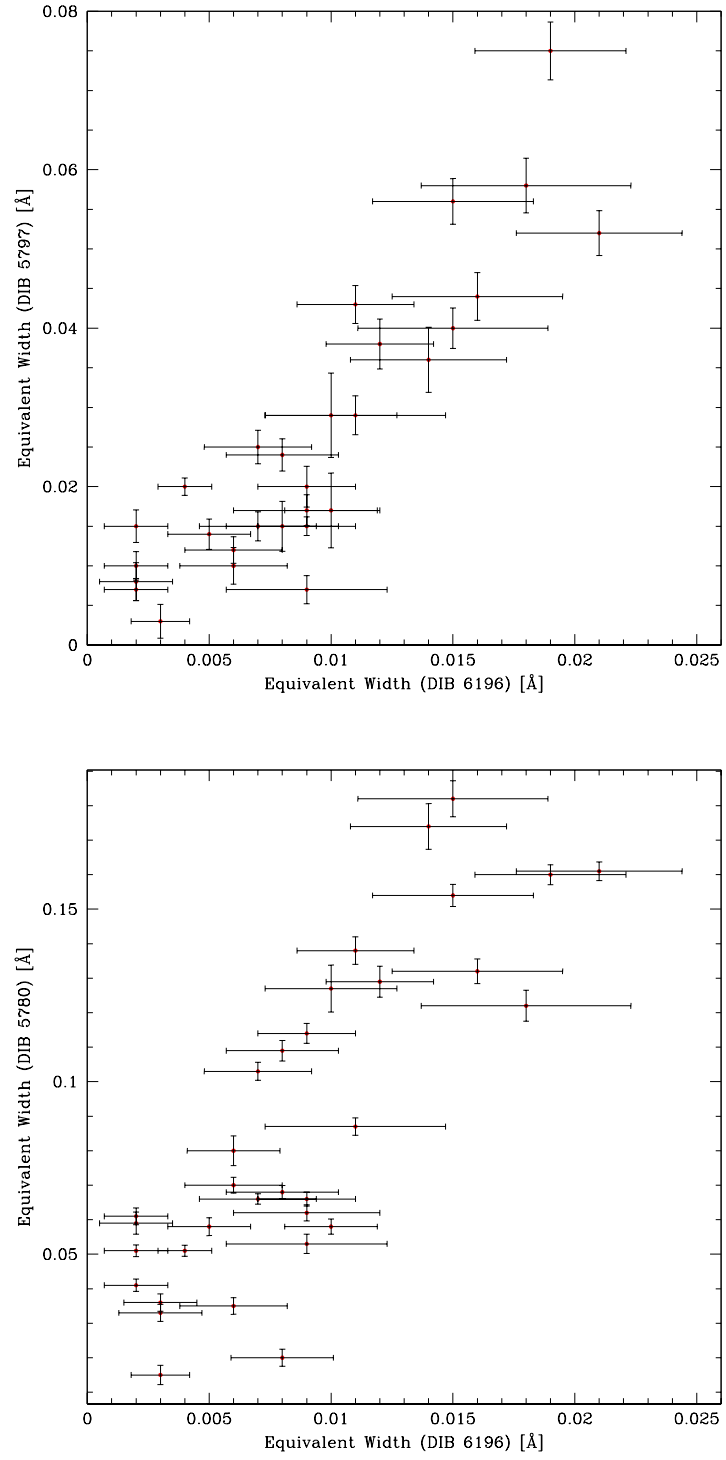 0.08
0.06
0.04
0.02
0
Equivalent Width (DIB 5797) [Å]
0 0.005 0.01 0.015 0.02 0.025
Equivalent Width (DIB 6196) [Å]
0.15
0.1
0.05
Equivalent Width (DIB 5780) [Å]
0 0.005 0.01 0.015 0.02 0.025
Equivalent Width (DIB 6196) [Å]